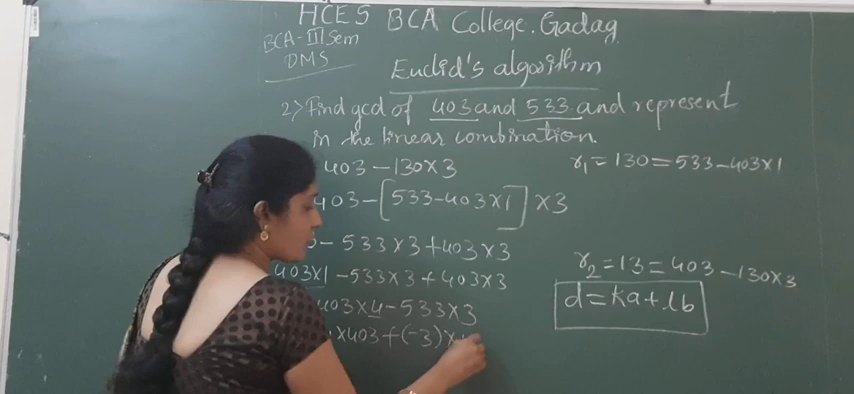 HCES BCA College. Gadag
BCA-III Sem
DMS
Euclid's algorithm
2) Find gcd of 403 and 533 and represent
in the linear combination.
403 - 130×3
403 - [533-403×1] ×3
- 533×3 + 403×3
403×1 - 533×3 + 403×3
403×4 - 533×3
×403 + (-3)×
r₁ = 130 = 533 - 403×1
r₂ = 13 = 403 - 130×3
d = ka + lb